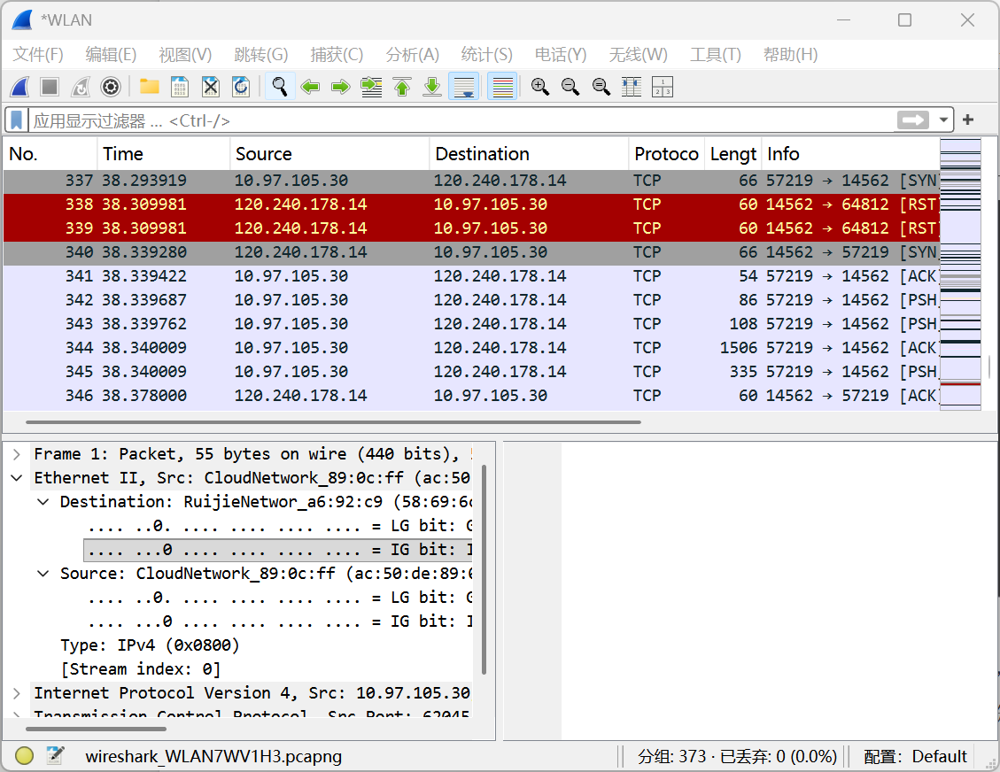 *WLAN
文件(F) 编辑(E) 视图(V) 跳转(G) 捕获(C) 分析(A) 统计(S) 电话(Y) 无线(W) 工具(T) 帮助(H)
应用显示过滤器 … <Ctrl-/>
No. Time Source Destination Protoco Lengt Info
337 38.293919 10.97.105.30 120.240.178.14 TCP 66 57219 → 14562 [SYN
338 38.309981 120.240.178.14 10.97.105.30 TCP 60 14562 → 64812 [RST
339 38.309981 120.240.178.14 10.97.105.30 TCP 60 14562 → 64812 [RST
340 38.339280 120.240.178.14 10.97.105.30 TCP 66 14562 → 57219 [SYN
341 38.339422 10.97.105.30 120.240.178.14 TCP 54 57219 → 14562 [ACK
342 38.339687 10.97.105.30 120.240.178.14 TCP 86 57219 → 14562 [PSH
343 38.339762 10.97.105.30 120.240.178.14 TCP 108 57219 → 14562 [PSH
344 38.340009 10.97.105.30 120.240.178.14 TCP 1506 57219 → 14562 [ACK
345 38.340009 10.97.105.30 120.240.178.14 TCP 335 57219 → 14562 [PSH
346 38.378000 120.240.178.14 10.97.105.30 TCP 60 14562 → 57219 [ACK
Frame 1: Packet, 55 bytes on wire (440 bits),
Ethernet II, Src: CloudNetwork_89:0c:ff (ac:50
Destination: RuijieNetwor_a6:92:c9 (58:69:6c
.... ..0. .... .... .... .... = LG bit:
.... ...0 .... .... .... .... = IG bit:
Source: CloudNetwork_89:0c:ff (ac:50:de:89:0
.... ..0. .... .... .... .... = LG bit:
.... ...0 .... .... .... .... = IG bit:
Type: IPv4 (0x0800)
[Stream index: 0]
Internet Protocol Version 4, Src: 10.97.105.30
Transmission Control Protocol, Src Port: 62045
wireshark_WLAN7WV1H3.pcapng 分组: 373 · 已丢弃: 0 (0.0%) 配置: Default